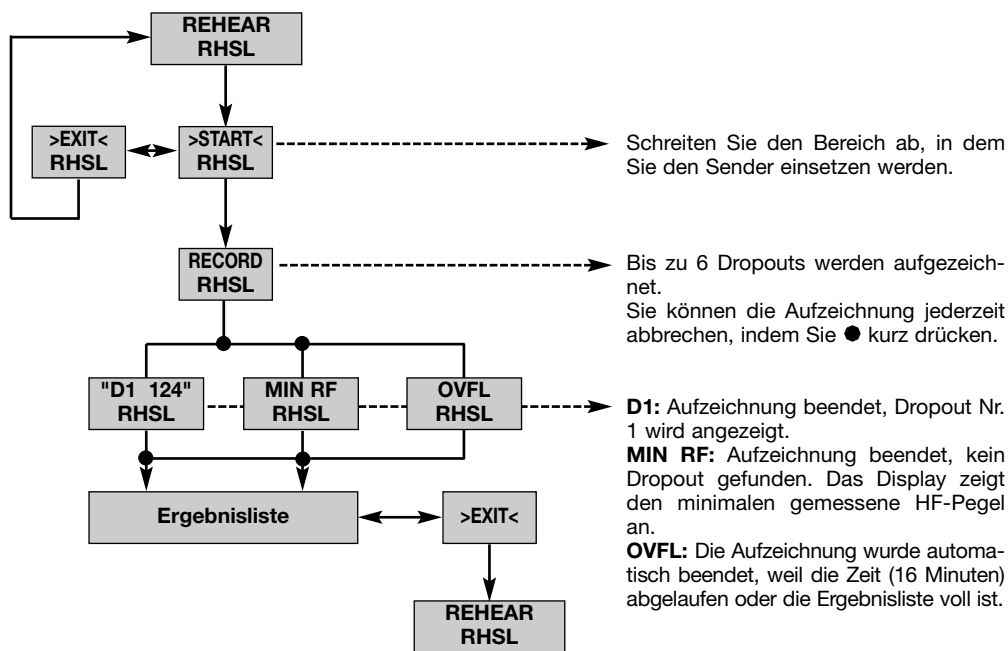 REHEAR
RHSL
>EXIT<
RHSL
>START<
RHSL
Schreiten Sie den Bereich ab, in dem
Sie den Sender einsetzen werden.
RECORD
RHSL
Bis zu 6 Dropouts werden aufgezeich-
net.
Sie können die Aufzeichnung jederzeit
abbrechen, indem Sie ● kurz drücken.
"D1 124"
RHSL
MIN RF
RHSL
OVFL
RHSL
D1: Aufzeichnung beendet, Dropout Nr.
1 wird angezeigt.
MIN RF: Aufzeichnung beendet, kein
Dropout gefunden. Das Display zeigt
den minimalen gemessene HF-Pegel
an.
OVFL: Die Aufzeichnung wurde automa-
tisch beendet, weil die Zeit (16 Minuten)
abgelaufen oder die Ergebnisliste voll ist.
Ergebnisliste
>EXIT<
REHEAR
RHSL